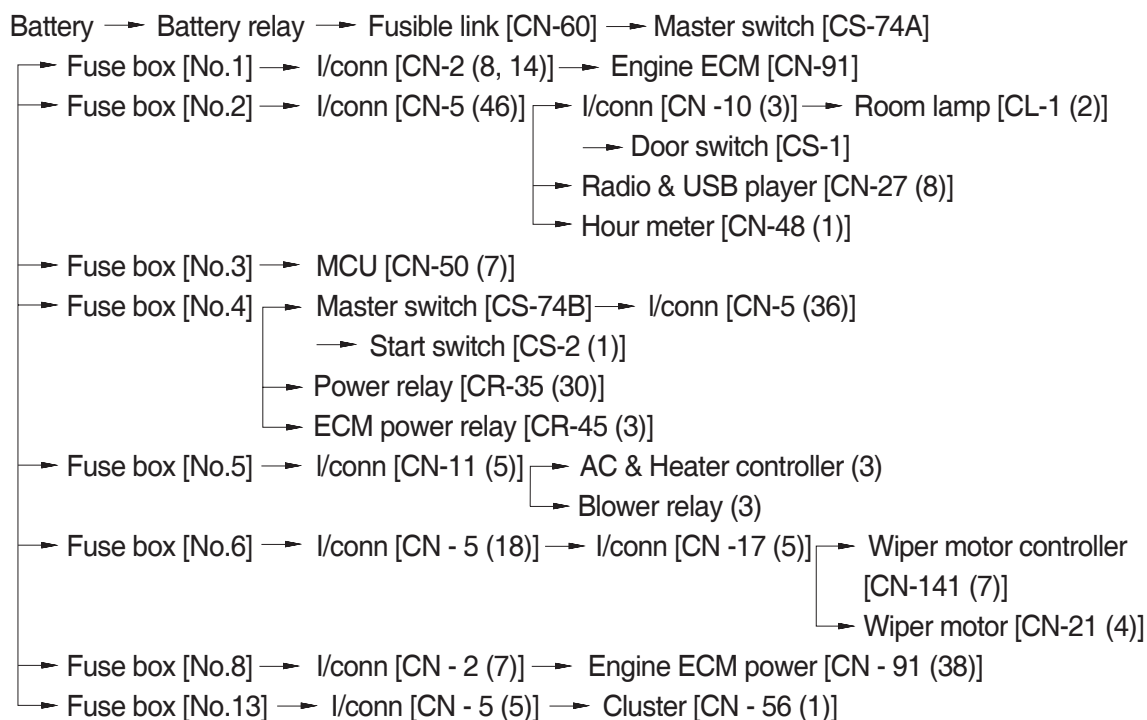 Battery → Battery relay → Fusible link [CN-60] → Master switch [CS-74A]
→ Fuse box [No.1] → I/conn [CN-2 (8, 14)] → Engine ECM [CN-91]
→ Fuse box [No.2] → I/conn [CN-5 (46)] → I/conn [CN -10 (3)] → Room lamp [CL-1 (2)]
→ Door switch [CS-1]
→ Radio & USB player [CN-27 (8)]
→ Hour meter [CN-48 (1)]
→ Fuse box [No.3] → MCU [CN-50 (7)]
→ Fuse box [No.4] → Master switch [CS-74B] → I/conn [CN-5 (36)]
→ Start switch [CS-2 (1)]
→ Power relay [CR-35 (30)]
→ ECM power relay [CR-45 (3)]
→ Fuse box [No.5] → I/conn [CN-11 (5)] → AC & Heater controller (3)
→ Blower relay (3)
→ Fuse box [No.6] → I/conn [CN - 5 (18)] → I/conn [CN -17 (5)] → Wiper motor controller
[CN-141 (7)]
→ Wiper motor [CN-21 (4)]
→ Fuse box [No.8] → I/conn [CN - 2 (7)] → Engine ECM power [CN - 91 (38)]
→ Fuse box [No.13] → I/conn [CN - 5 (5)] → Cluster [CN - 56 (1)]